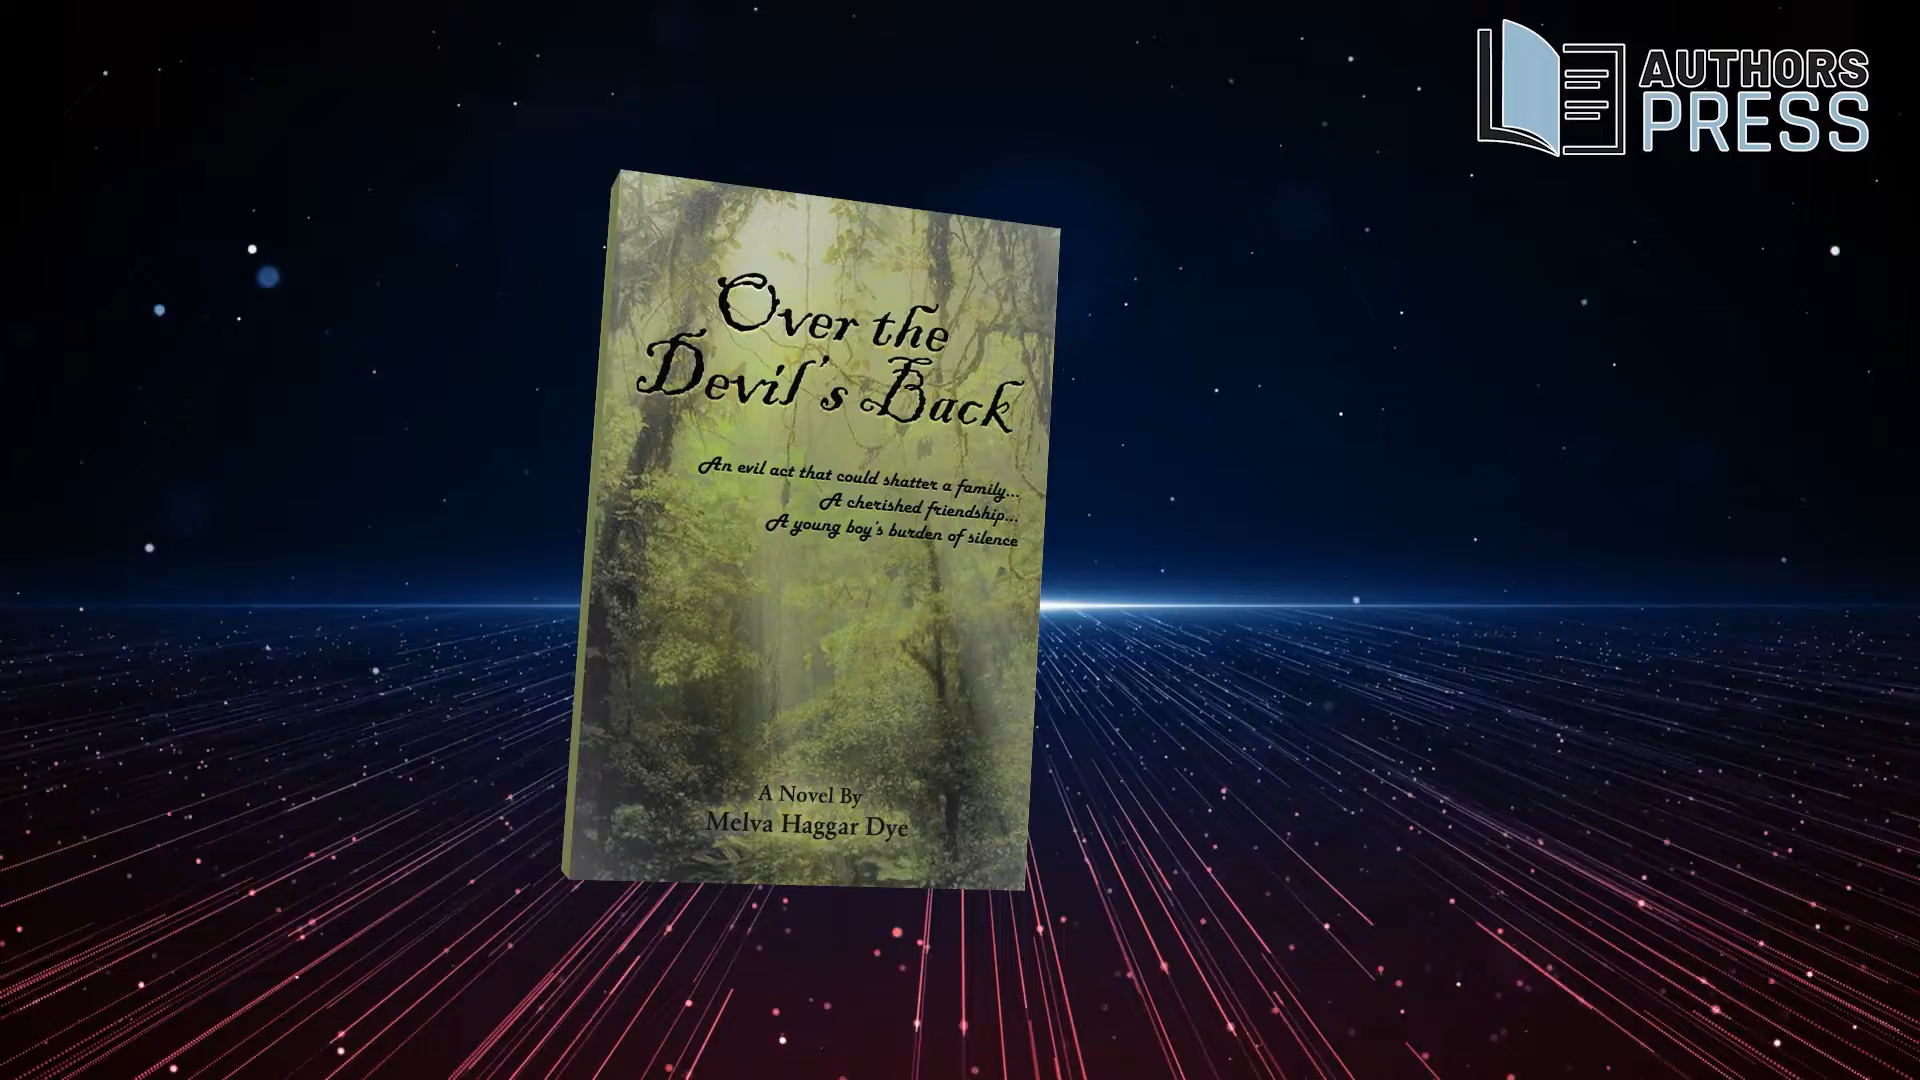 AUTHORS
PRESS
Over the
Devil's Back
An evil act that could shatter a family...
A cherished friendship...
A young boy's burden of silence
A Novel By
Melva Haggar Dye